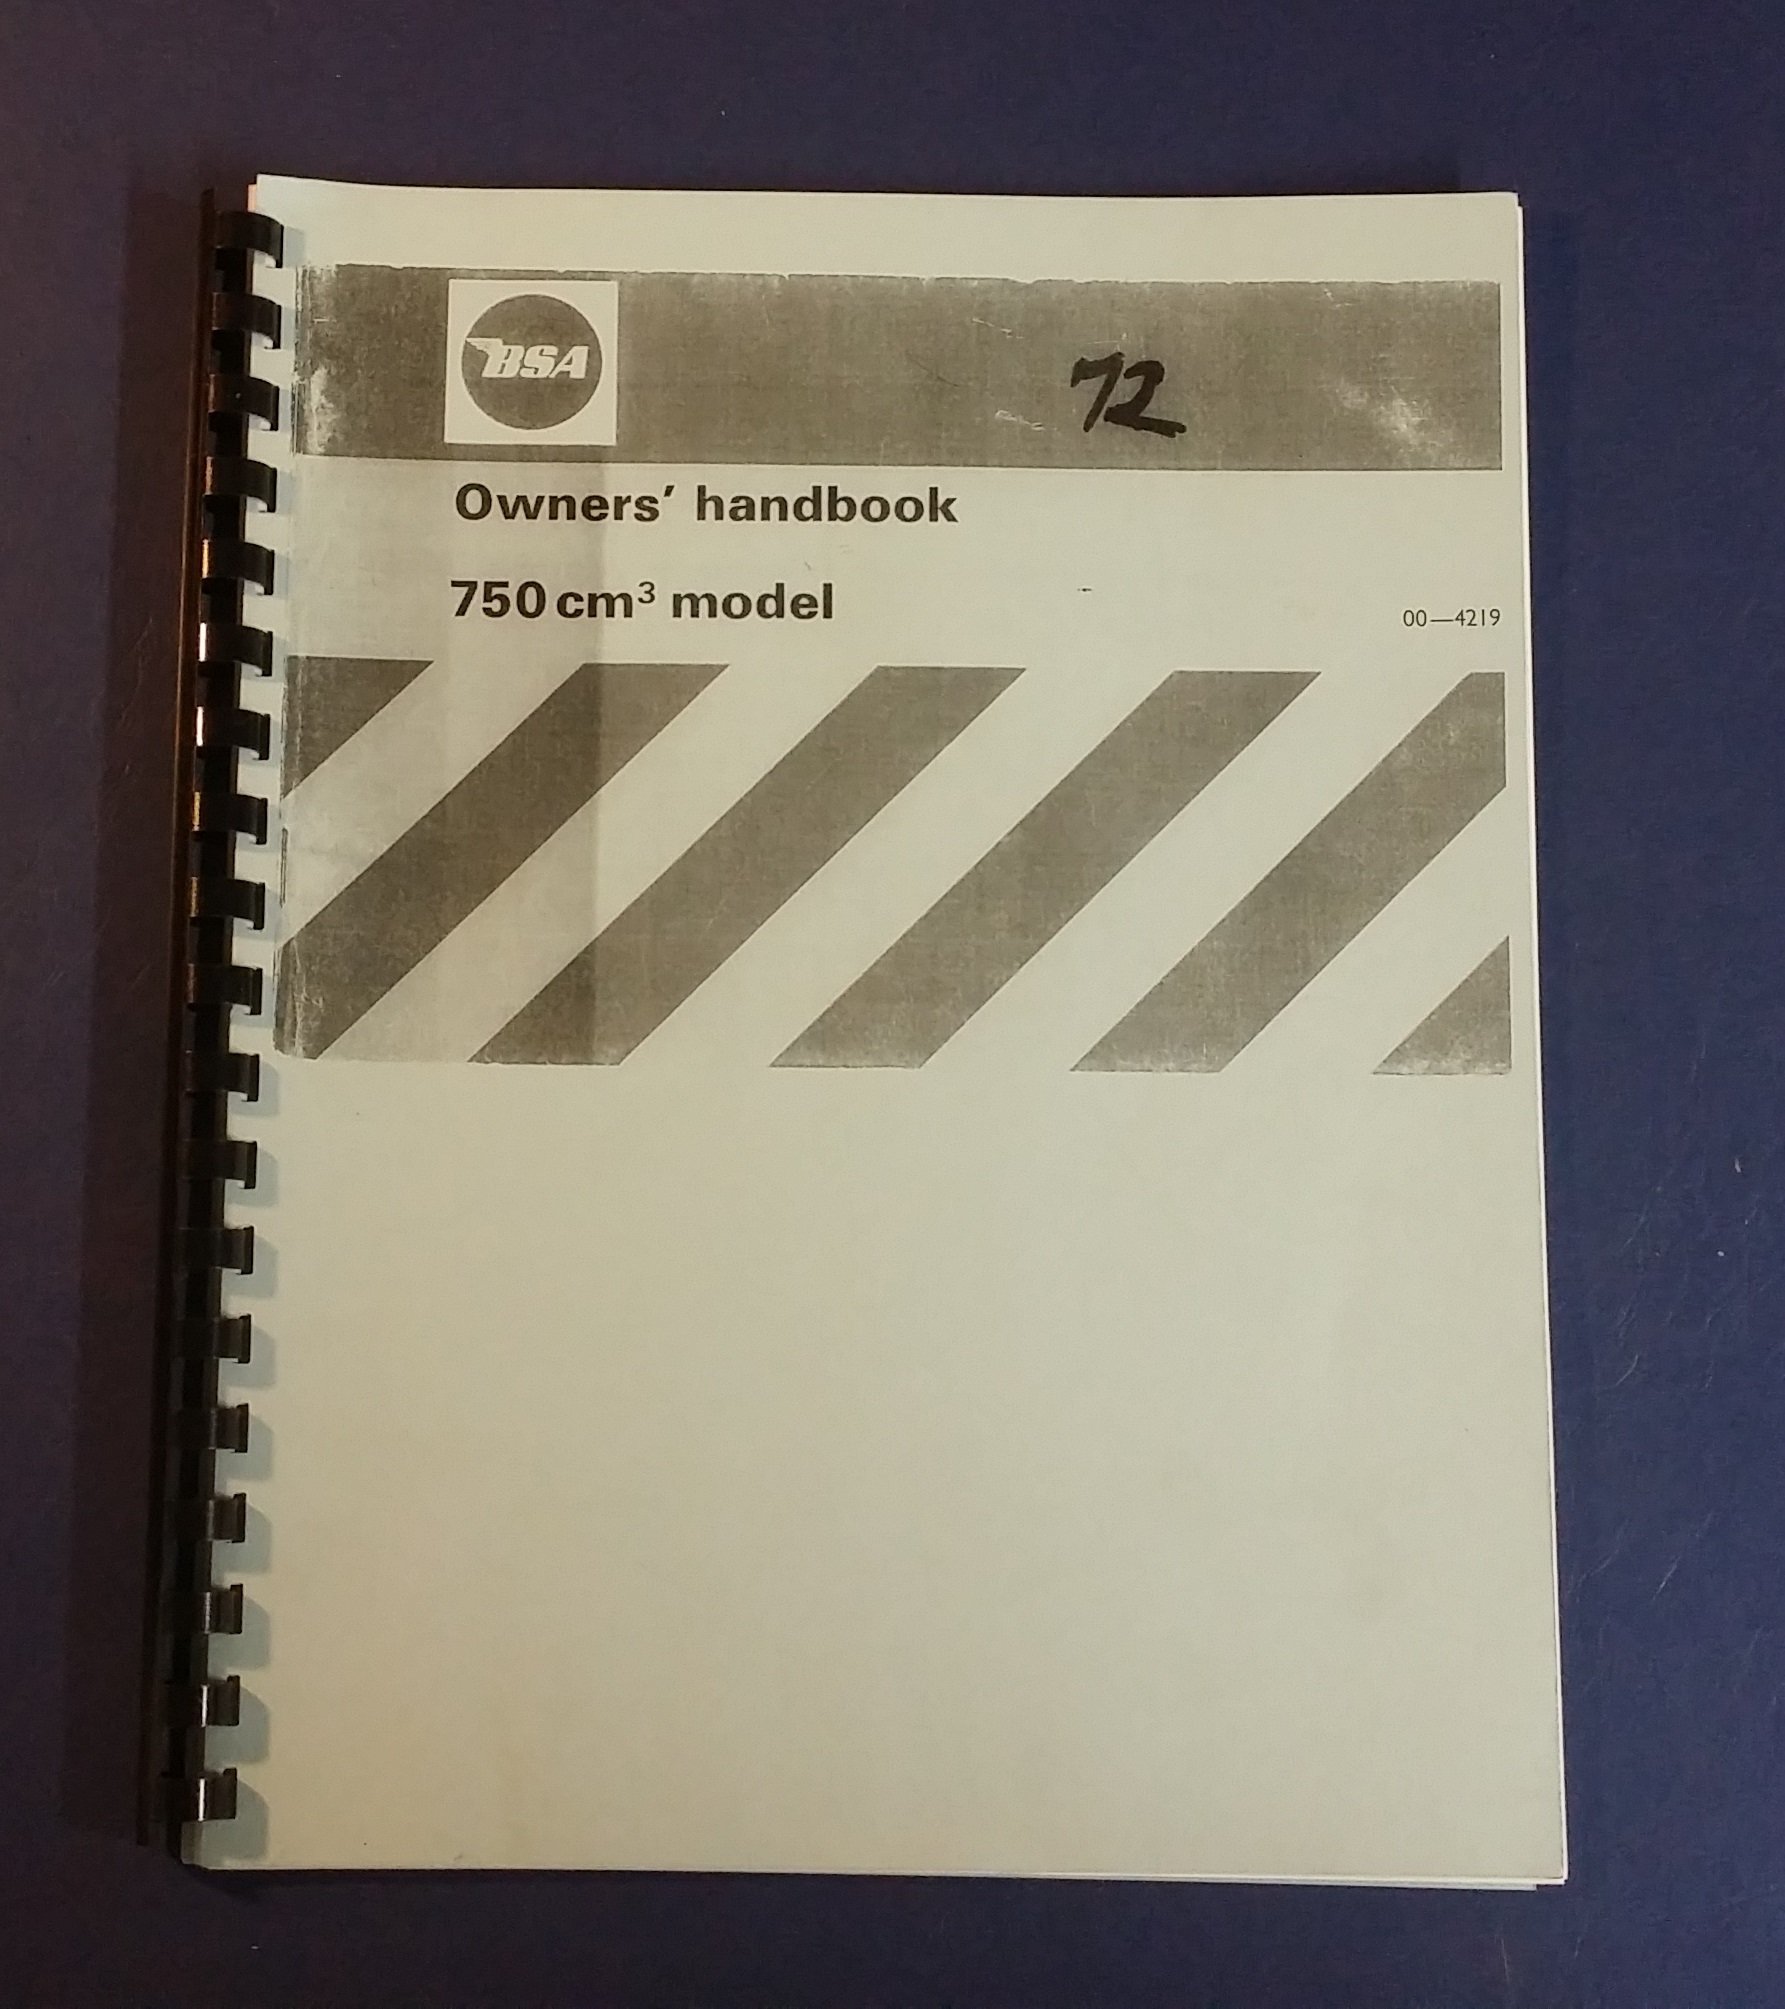 BSA
72
Owners’ handbook
750 cm³ model
00—4219